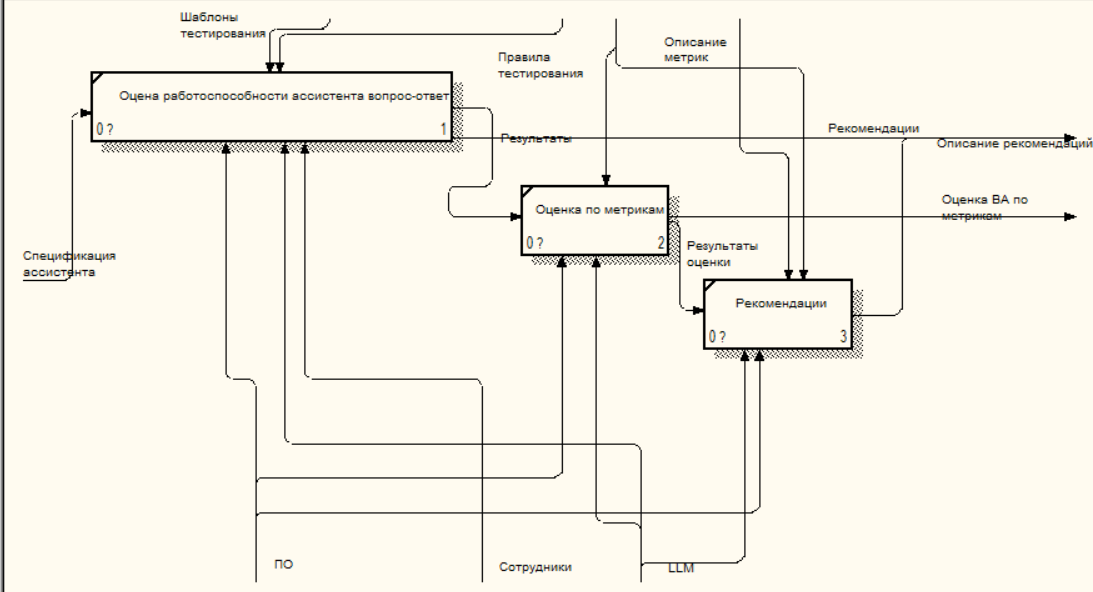 Шаблоны
тестирования
Правила
тестирования
Описание
метрик
Оцена работоспособности ассистента вопрос-ответ
0 ?
1
Результаты
Рекомендации
Описание рекомендаций
Оценка по метрикам
0 ?
2
Оценка ВА по
метрикам
Результаты
оценки
Спецификация
ассистента
Рекомендации
0 ?
3
ПО
Сотрудники
LLM